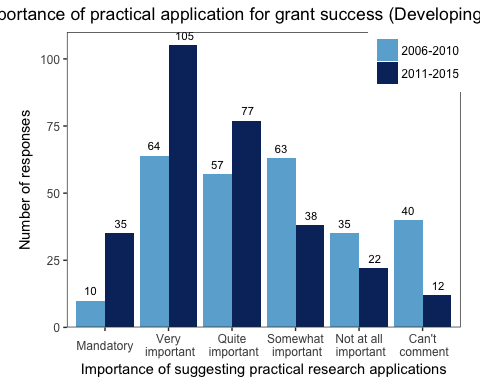 portance of practical application for grant success (Developing
2006-2010
2011-2015
Number of responses
100
75
50
25
0
10
35
64
105
57
77
63
38
35
22
40
12
Mandatory
Very
important
Quite
important
Somewhat
important
Not at all
important
Can't
comment
Importance of suggesting practical research applications